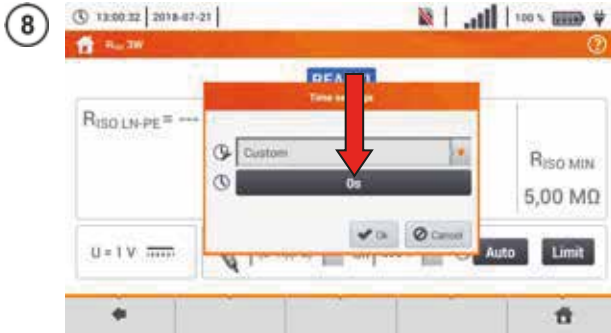 8
13:00:32 2018-07-21 100 %
RISO 3W
READY!
Time settings
RISO LN-PE= ---
Custom
0s
RISO MIN
5,00 MΩ
Ok Cancel
U = 1 V
Auto Limit